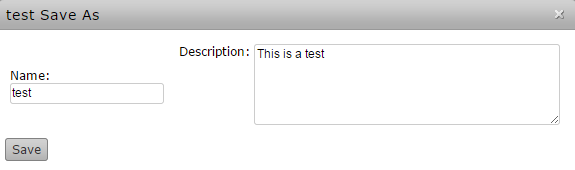 test Save As
Description:
This is a test
Name:
test
Save